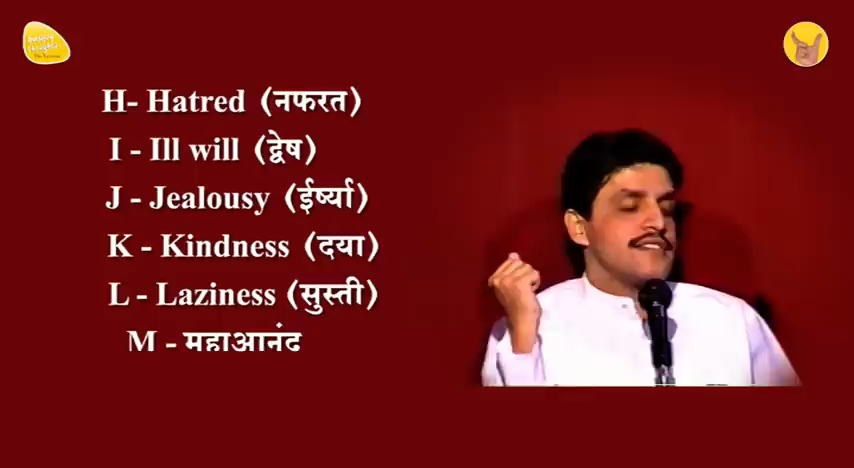 H- Hatred (नफरत)
I - Ill will (द्वेष)
J - Jealousy (ईर्ष्या)
K - Kindness (दया)
L - Laziness (सुस्ती)
M - महाआनंद